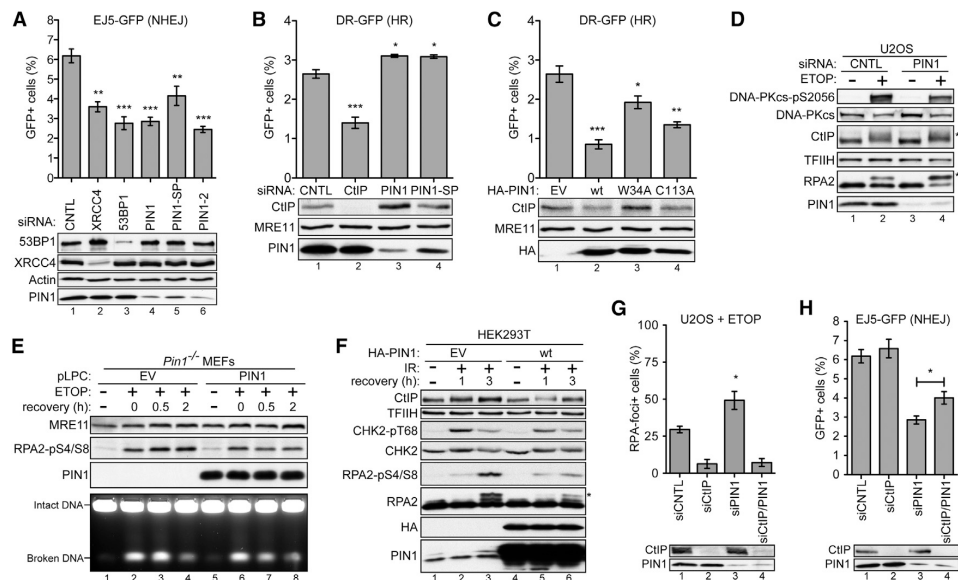 A
EJ5-GFP (NHEJ)
GFP+ cells (%)
8
7
6
5
4
3
2
1
0
**
***
***
**
***
siRNA:
CNTL
XRCC4
53BP1
PIN1
PIN1-SP
PIN1-2
53BP1
XRCC4
Actin
PIN1
1 2 3 4 5 6
B
DR-GFP (HR)
GFP+ cells (%)
4
3
2
1
0
***
*
*
siRNA: CNTL CtIP PIN1 PIN1-SP
CtIP
MRE11
PIN1
1 2 3 4
C
DR-GFP (HR)
GFP+ cells (%)
4
3
2
1
0
***
*
**
HA-PIN1: EV wt W34A C113A
CtIP
MRE11
HA
1 2 3 4
D
U2OS
siRNA: CNTL PIN1
ETOP: - + - +
DNA-PKcs-pS2056
DNA-PKcs
CtIP *
TFIIH
RPA2 *
PIN1
1 2 3 4
E
Pin1-/- MEFs
pLPC: EV PIN1
ETOP: - + + + - + + +
recovery (h): 0 0.5 2 0 0.5 2
MRE11
RPA2-pS4/S8
PIN1
Intact DNA
Broken DNA
1 2 3 4 5 6 7 8
F
HEK293T
HA-PIN1: EV wt
IR: - + + - + +
recovery (h): 1 3 1 3
CtIP
TFIIH
CHK2-pT68
CHK2
RPA2-pS4/S8
RPA2 *
HA
PIN1
1 2 3 4 5 6
G
U2OS + ETOP
RPA-foci+ cells (%)
100
75
50
25
0
*
siCNTL
siCtIP
siPIN1
siCtIP/PIN1
CtIP
PIN1
1 2 3 4
H
EJ5-GFP (NHEJ)
GFP+ cells (%)
8
7
6
5
4
3
2
1
0
*
siCNTL
siCtIP
siPIN1
siCtIP/PIN1
CtIP
PIN1
1 2 3 4